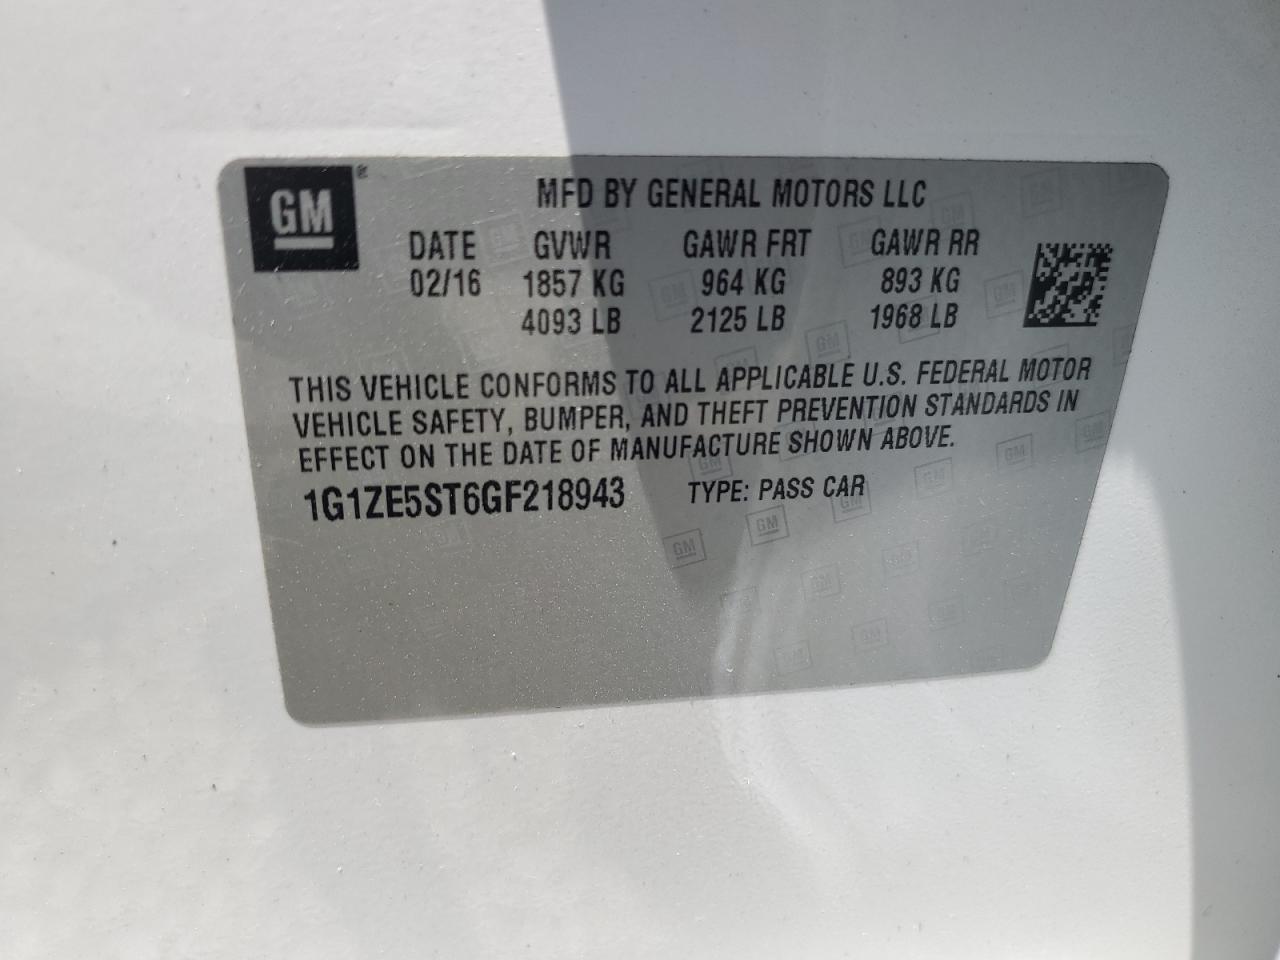 GM
MFD BY GENERAL MOTORS LLC
DATE GVWR GAWR FRT GAWR RR
02/16 1857 KG 964 KG 893 KG
4093 LB 2125 LB 1968 LB
THIS VEHICLE CONFORMS TO ALL APPLICABLE U.S. FEDERAL MOTOR
VEHICLE SAFETY, BUMPER, AND THEFT PREVENTION STANDARDS IN
EFFECT ON THE DATE OF MANUFACTURE SHOWN ABOVE.
1G1ZE5ST6GF218943 TYPE: PASS CAR